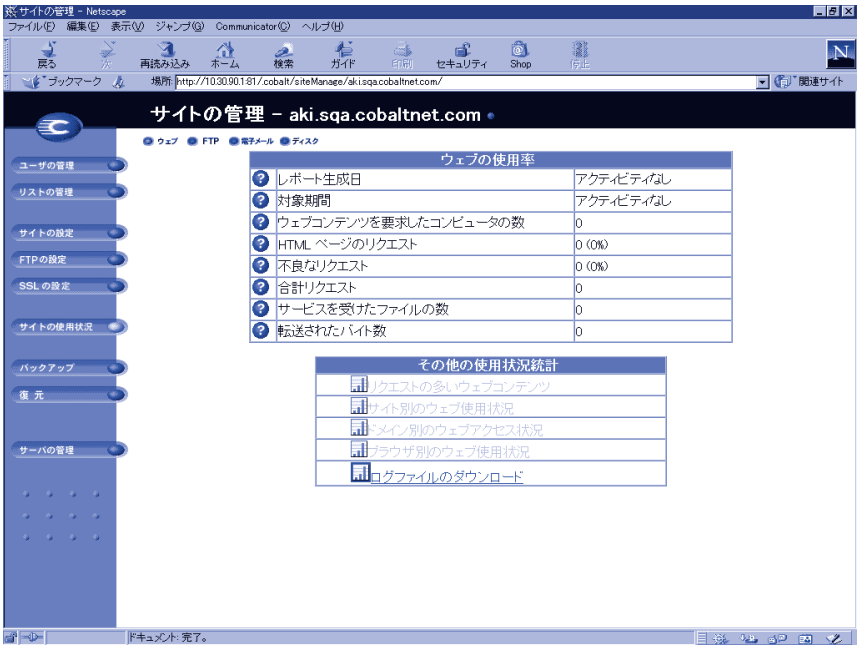 サイトの管理 - Netscape
ファイル(F) 編集(E) 表示(V) ジャンプ(G) Communicator(C) ヘルプ(H)
戻る 次 再読み込み ホーム 検索 ガイド 印刷 セキュリティ Shop 停止
N
ブックマーク 場所: http://10.30.90.1:81/.cobalt/siteManage/aki.sqa.cobaltnet.com/ 関連サイト
サイトの管理 - aki.sqa.cobaltnet.com
ウェブ FTP 電子メール ディスク
ユーザの管理
リストの管理
サイトの設定
FTPの設定
SSL の設定
サイトの使用状況
バックアップ
復元
サーバの管理
ウェブの使用率
レポート生成日 アクティビティなし
対象期間 アクティビティなし
ウェブコンテンツを要求したコンピュータの数 0
HTML ページのリクエスト 0 (0%)
不良なリクエスト 0 (0%)
合計リクエスト 0
サービスを受けたファイルの数 0
転送されたバイト数 0
その他の使用状況統計
リクエストの多いウェブコンテンツ
サイト別のウェブ使用状況
ドメイン別のウェブアクセス状況
ブラウザ別のウェブ使用状況
ログファイルのダウンロード
ドキュメント: 完了。